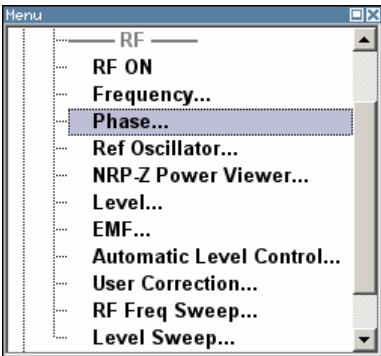 Menu
RF
RF ON
Frequency...
Phase...
Ref Oscillator...
NRP-Z Power Viewer...
Level...
EMF...
Automatic Level Control...
User Correction...
RF Freq Sweep...
Level Sweep...